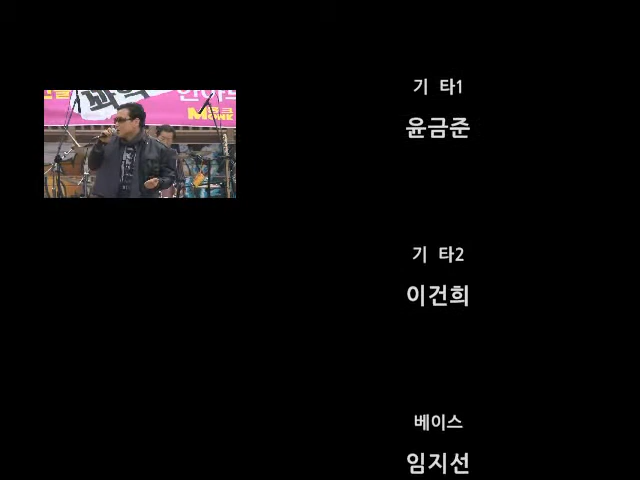 기 타1
윤금준
기 타2
이건희
베이스
임지선